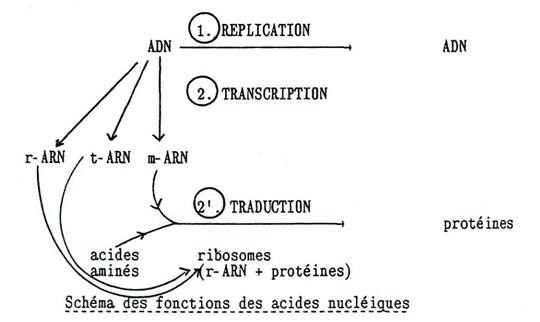 1. REPLICATION
ADN ADN
2. TRANSCRIPTION
r-ARN t-ARN m-ARN
2'. TRADUCTION
protéines
acides ribosomes
aminés (r-ARN + protéines)
Schéma des fonctions des acides nucléiques